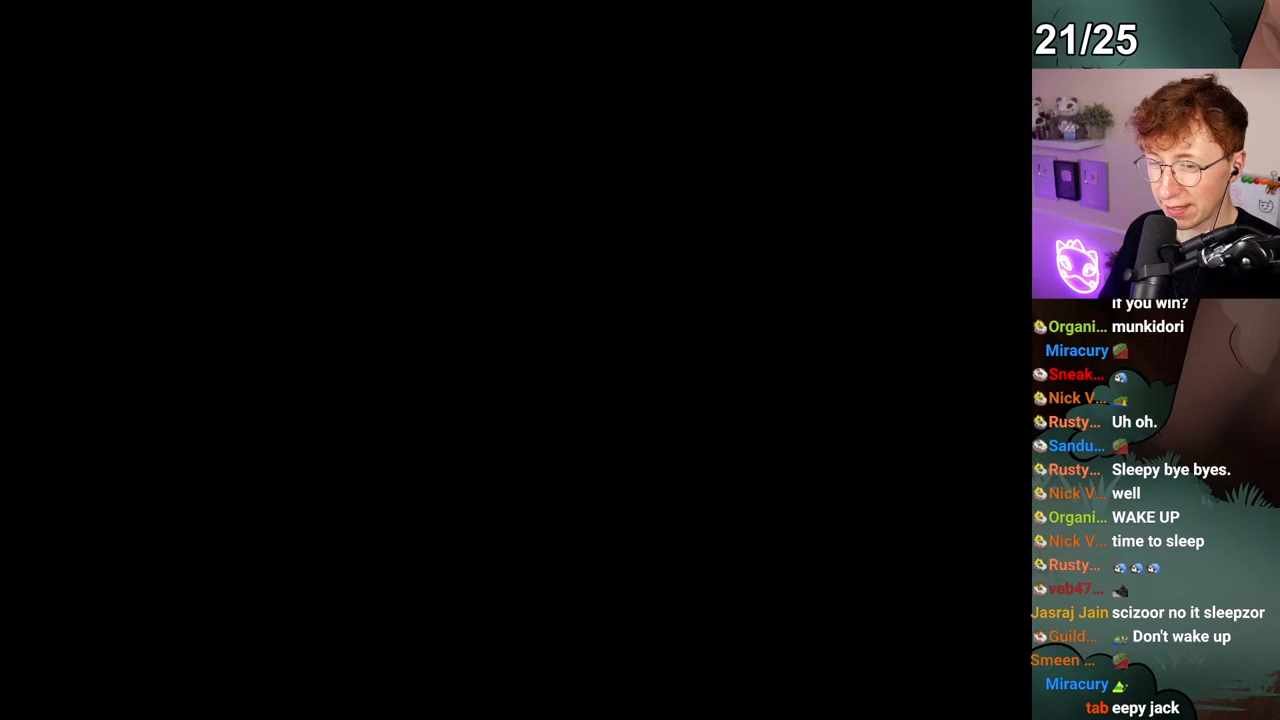 21/25
if you win?
Organi... munkidori
Miracury
Sneak...
Nick V...
Rusty... Uh oh.
Sandu...
Rusty... Sleepy bye byes.
Nick V... well
Organi... WAKE UP
Nick V... time to sleep
Rusty...
veb47...
Jasraj Jain scizoor no it sleepzor
Guild... Don't wake up
Smeen ...
Miracury
tab eepy jack